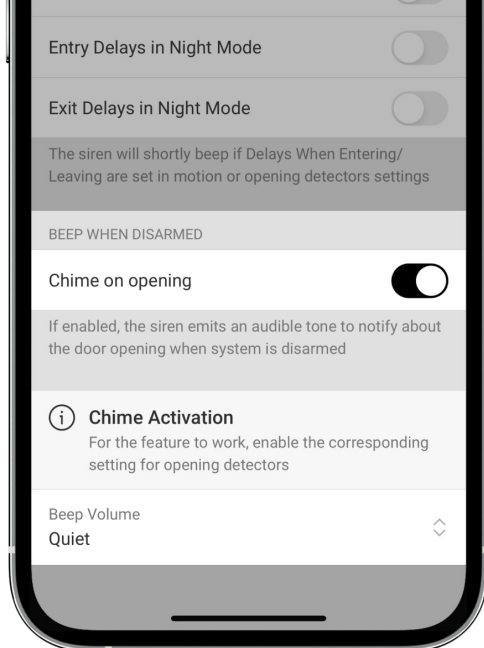 Entry Delays in Night Mode
Exit Delays in Night Mode
The siren will shortly beep if Delays When Entering/
Leaving are set in motion or opening detectors settings
BEEP WHEN DISARMED
Chime on opening
If enabled, the siren emits an audible tone to notify about
the door opening when system is disarmed
Chime Activation
For the feature to work, enable the corresponding
setting for opening detectors
Beep Volume
Quiet